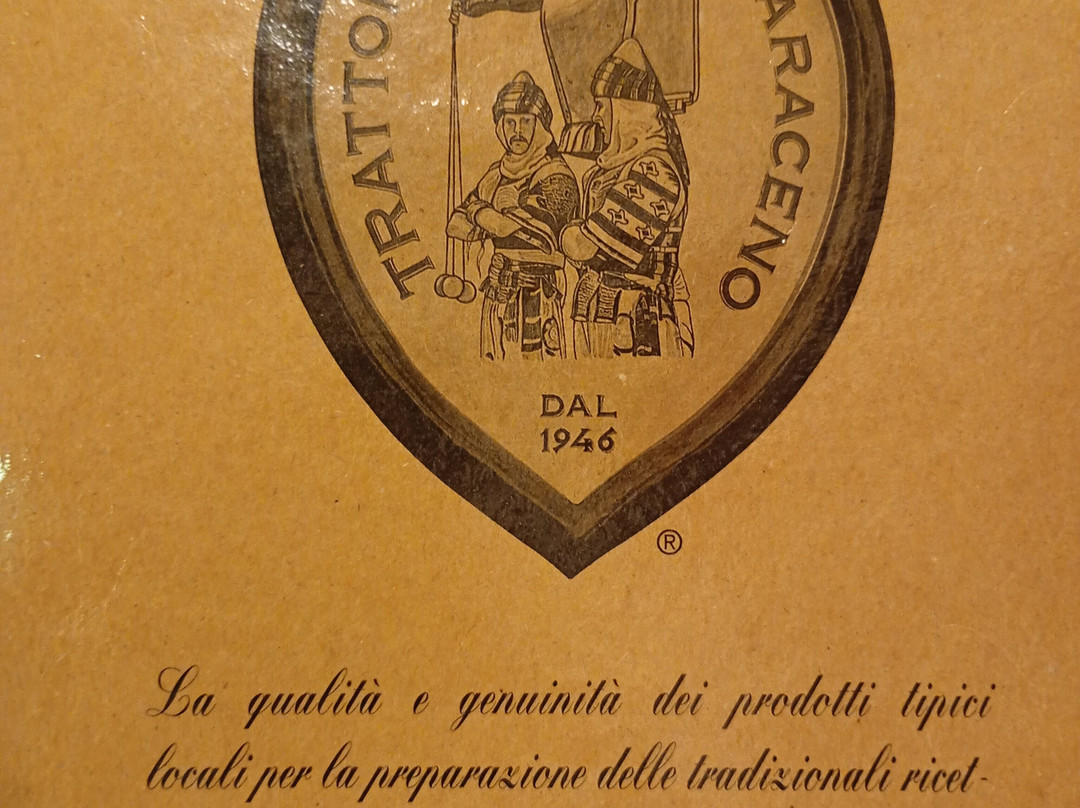 TRATTO
ARACENO
DAL
1946
®
La qualità e genuinità dei prodotti tipici
locali per la preparazione delle tradizionali ricet-